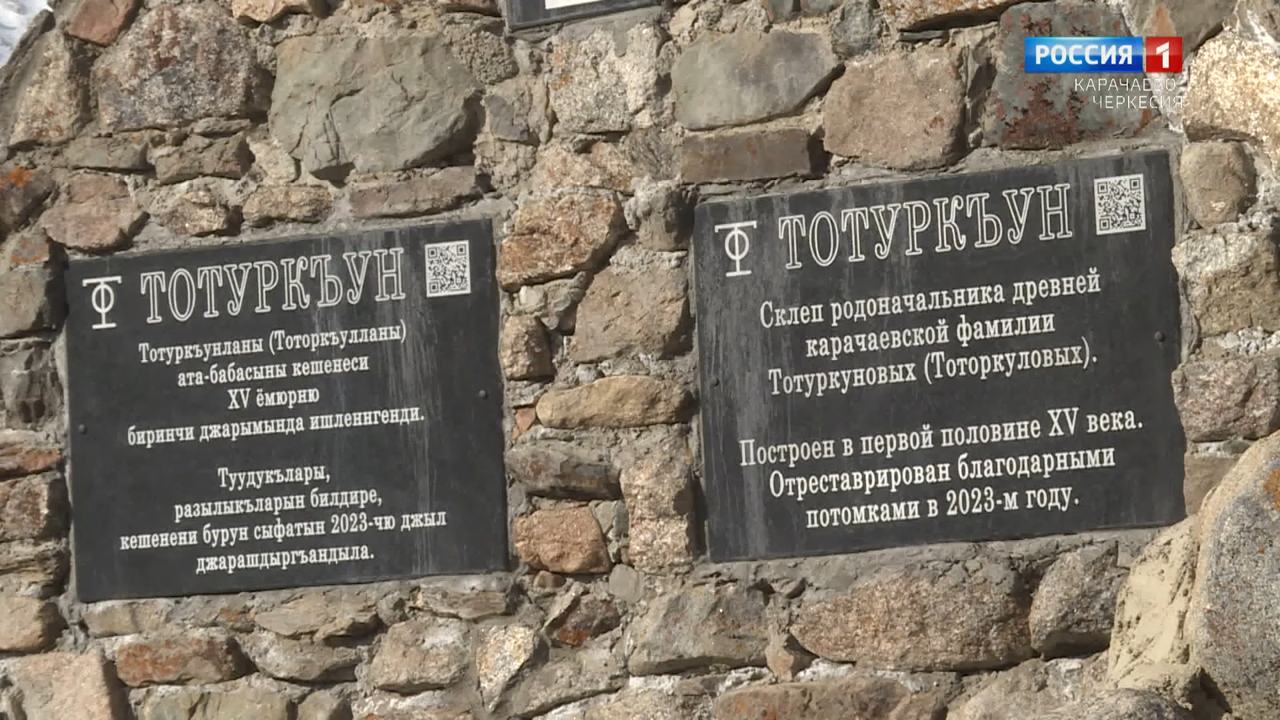 РОССИЯ 1
КАРАЧАЕВО
ЧЕРКЕСИЯ
ТОТУРКЪУН
Тотуркъунланы (Тоторкъулланы)
ата-бабасыны кешенеси
XV ёмюрню
биринчи джарымында ишленнгенди.
Туудукълары,
разылыкъларын билдире,
кешенени бурун сыфатын 2023-чю джыл
джарашдыргъандыла.
ТОТУРКЪУН
Склеп родоначальника древней
карачаевской фамилии
Тотуркуновых (Тоторкуловых).
Построен в первой половине XV века.
Отреставрирован благодарными
потомками в 2023-м году.